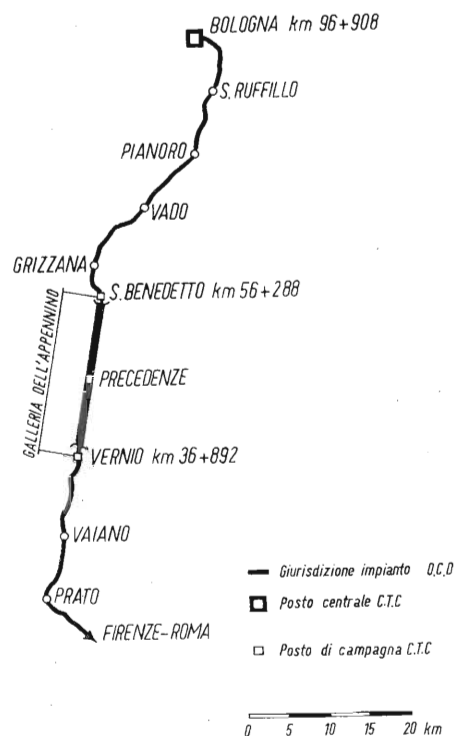 BOLOGNA km 96+908
S. RUFFILLO
PIANORO
VADO
GRIZZANA
S. BENEDETTO km 56+288
GALLERIA DELL'APPENNINO
PRECEDENZE
VERNIO km 36+892
VAIANO
PRATO
FIRENZE-ROMA
Giurisdizione impianto D.C.O
Posto centrale C.T.C
Posto di campagna C.T.C
0 5 10 15 20 km